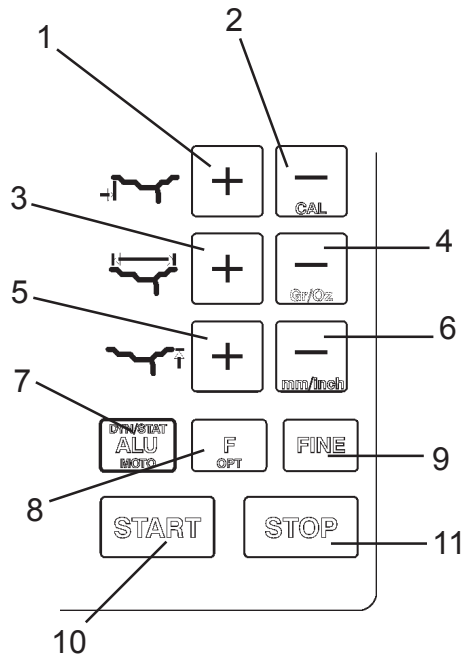 1
2
+
−
CAL
3
4
+
−
Gr/Oz
5
6
+
−
mm/Inch
7
DYN/STAT
ALU
MOTO
F
OPT
FINE
8
9
START
STOP
10
11